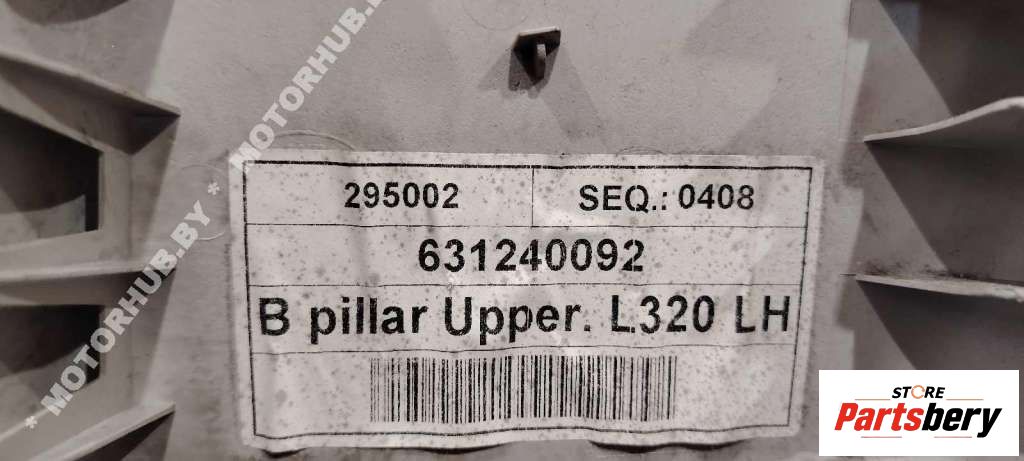 * MOTORHUB.BY * MOTORHUB.BY
295002 SEQ.: 0408
631240092
B pillar Upper. L320 LH
STORE
Partsbery